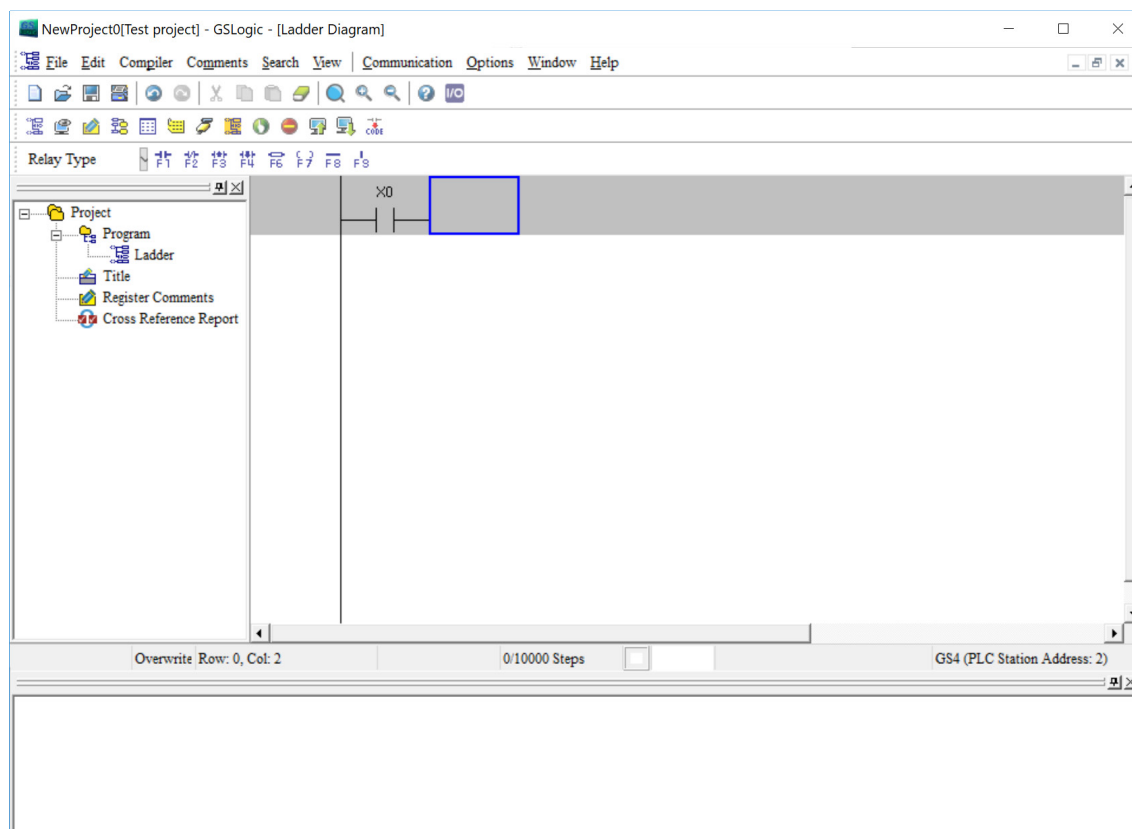 NewProject0[Test project] - GSLogic - [Ladder Diagram]
File Edit Compiler Comments Search View Communication Options Window Help
I/O
CODE
Relay Type F1 F2 F3 F4 F6 F7 F8 F9
X0
Project
Program
Ladder
Title
Register Comments
Cross Reference Report
Overwrite Row: 0, Col: 2 0/10000 Steps GS4 (PLC Station Address: 2)